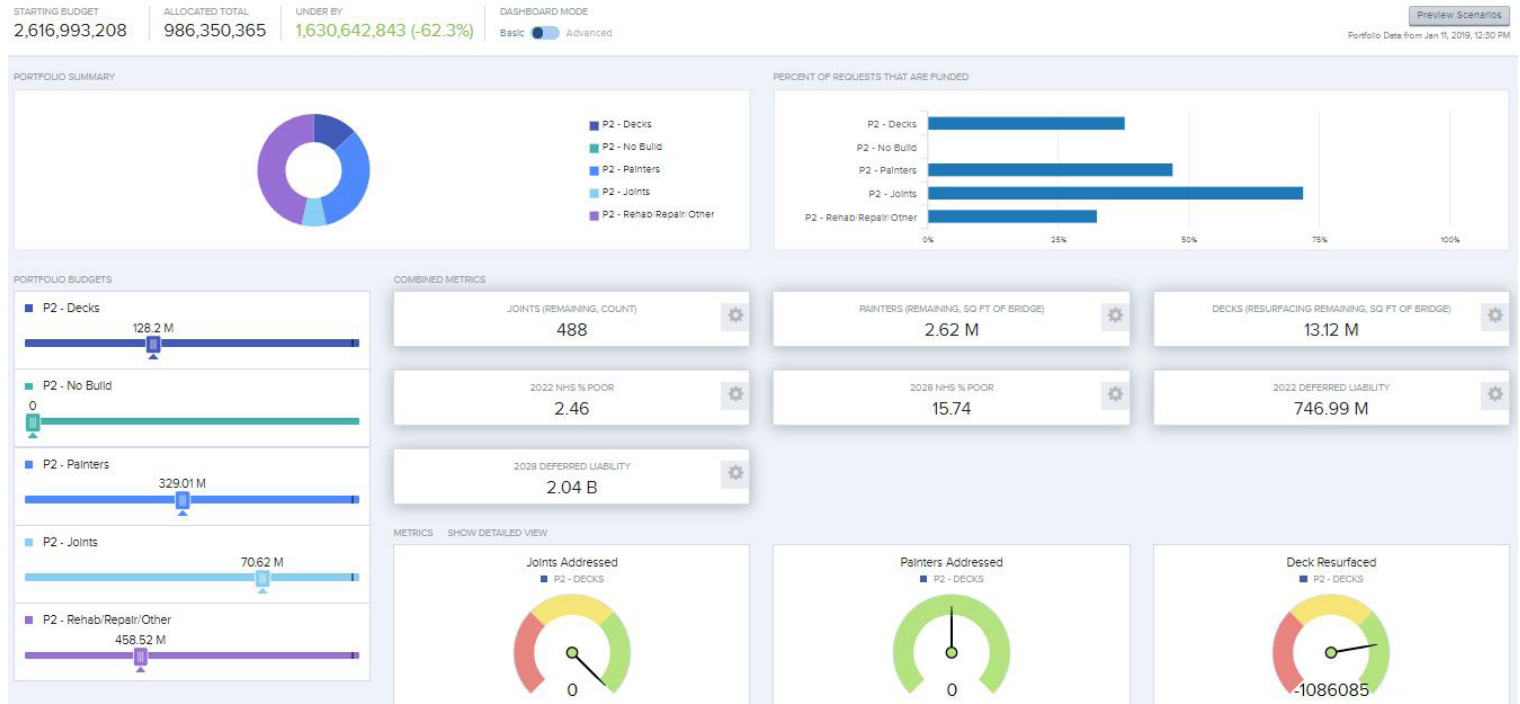 STARTING BUDGET
2,616,993,208
ALLOCATED TOTAL
986,350,365
UNDER BY
1,630,642,843 (-62.3%)
DASHBOARD MODE
Basic Advanced
Preview Scenarios
Portfolio Data from Jan 11, 2019, 12:30 PM
PORTFOLIO SUMMARY
P2 - Decks
P2 - No Build
P2 - Painters
P2 - Joints
P2 - Rehab/Repair/Other
PERCENT OF REQUESTS THAT ARE FUNDED
P2 - Decks
P2 - No Build
P2 - Painters
P2 - Joints
P2 - Rehab/Repair/Other
0% 25% 50% 75% 100%
PORTFOLIO BUDGETS
P2 - Decks
128.2 M
P2 - No Build
0
P2 - Painters
329.01 M
P2 - Joints
70.62 M
P2 - Rehab/Repair/Other
458.52 M
COMBINED METRICS
JOINTS (REMAINING, COUNT)
488
PAINTERS (REMAINING, SQ FT OF BRIDGE)
2.62 M
DECKS (RESURFACING REMAINING, SQ FT OF BRIDGE)
13.12 M
2022 NHS % POOR
2.46
2028 NHS % POOR
15.74
2022 DEFERRED LIABILITY
746.99 M
2028 DEFERRED LIABILITY
2.04 B
METRICS SHOW DETAILED VIEW
Joints Addressed
P2 - DECKS
0
Painters Addressed
P2 - DECKS
0
Deck Resurfaced
P2 - DECKS
-1086085